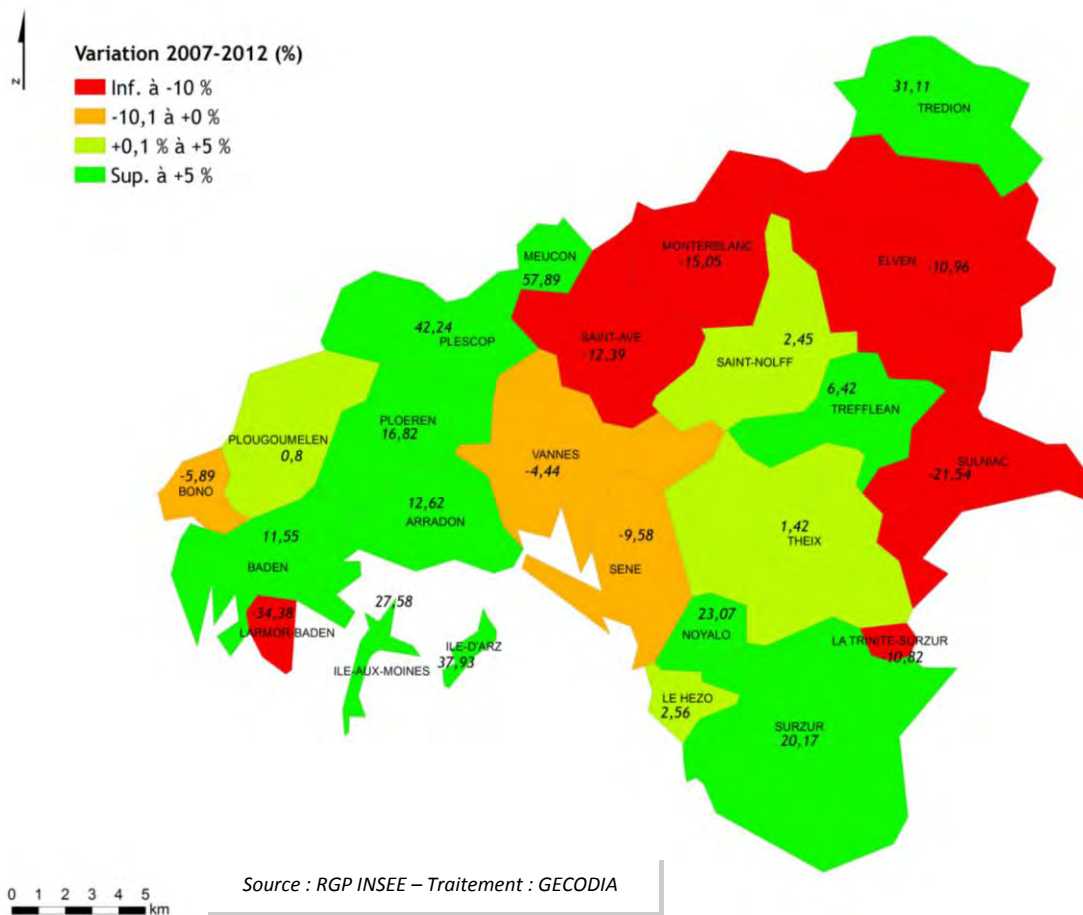 Z
Variation 2007-2012 (%)
Inf. à -10 %
-10,1 à +0 %
+0,1 % à +5 %
Sup. à +5 %
31,11
TREDION
MONTERBLANC
-15,05
ELVEN
-10,96
MEUCON
57,89
42,24
PLESCOP
SAINT-AVE
-12,39
2,45
SAINT-NOLFF
6,42
TREFFLEAN
PLOEREN
16,82
PLOUGOUMELEN
0,8
VANNES
-4,44
SULNIAC
-21,54
-5,89
BONO
12,62
ARRADON
1,42
THEIX
11,55
BADEN
-9,58
SENE
27,58
-34,38
LARMOR-BADEN
23,07
NOYALO
LA TRINITE-SURZUR
-10,82
ILE-D'ARZ
37,93
ILE-AUX-MOINES
LE HEZO
2,56
SURZUR
20,17
Source : RGP INSEE – Traitement : GECODIA
0 1 2 3 4 5
km